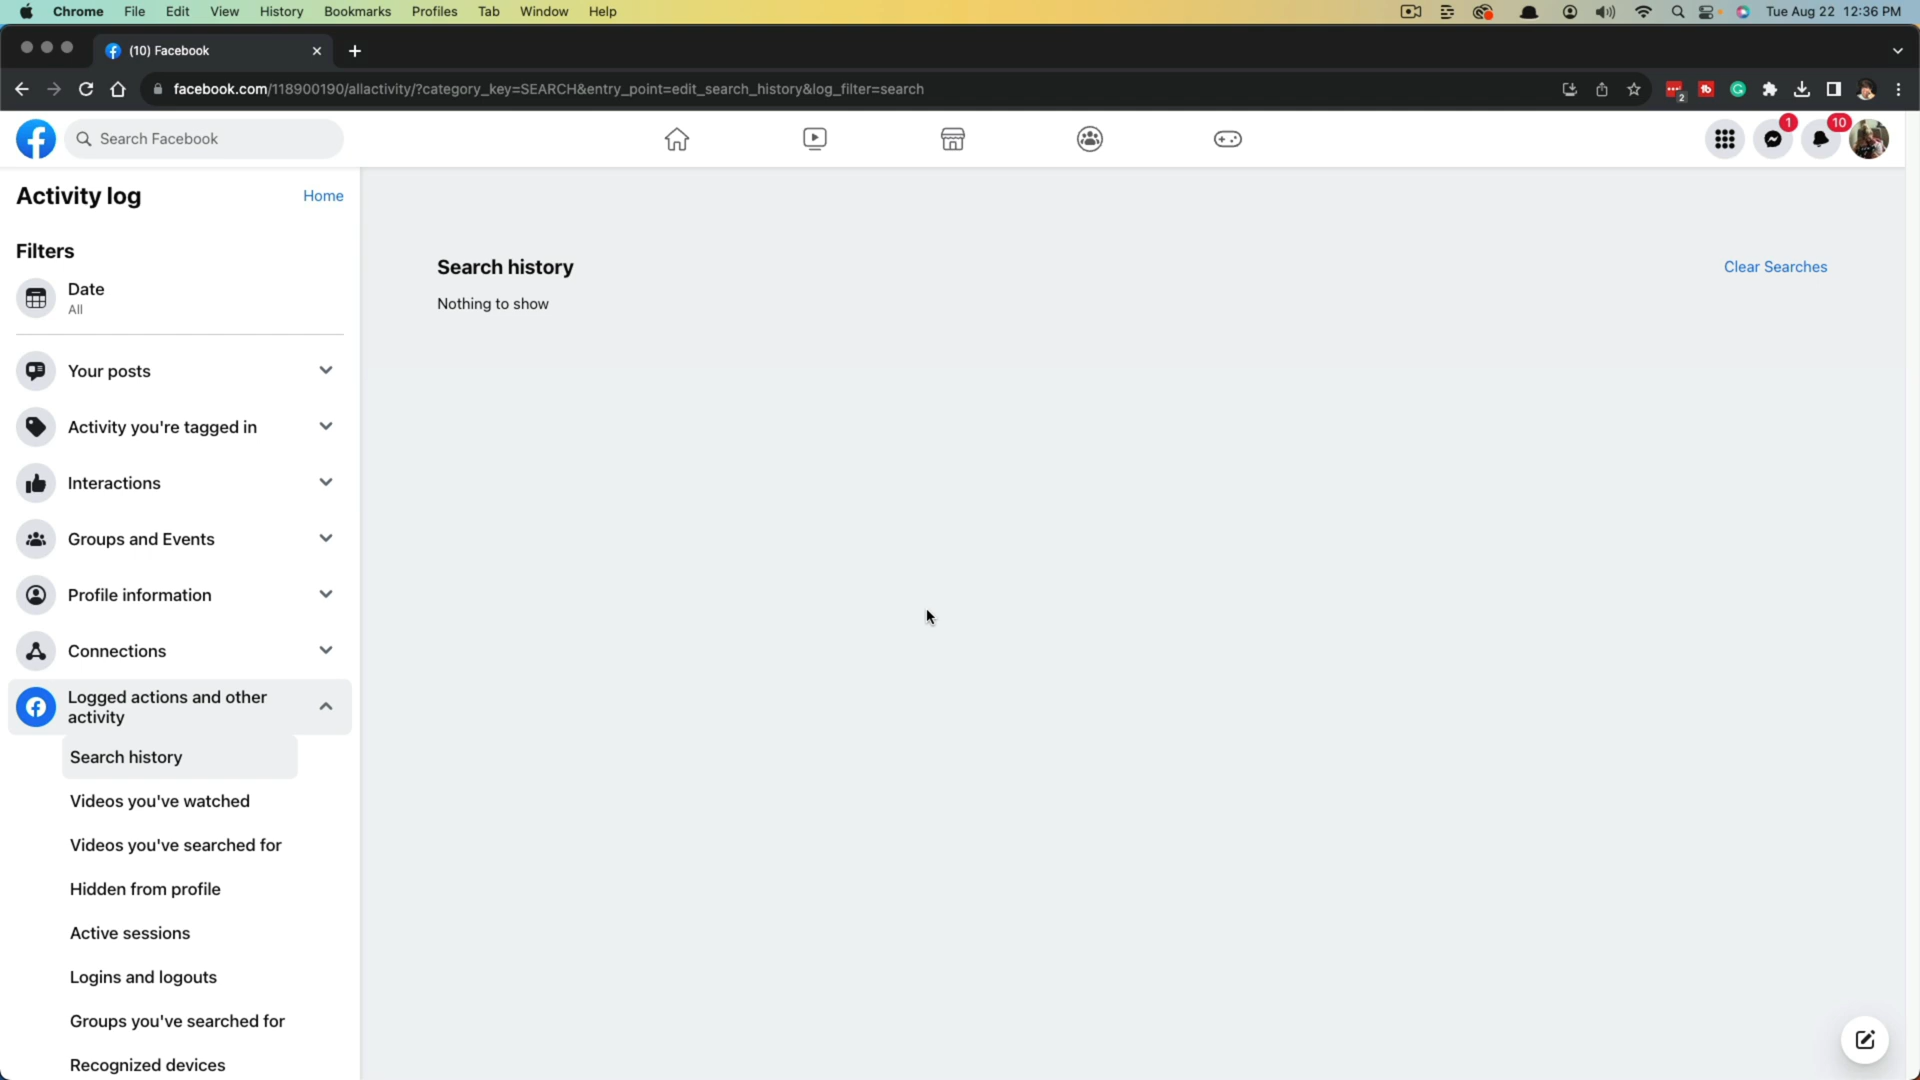 Chrome File Edit View History Bookmarks Profiles Tab Window Help Tue Aug 22 12:36 PM
(10) Facebook
facebook.com/118900190/allactivity/?category_key=SEARCH&entry_point=edit_search_history&log_filter=search
2
Search Facebook
1
10
Activity log
Home
Filters
Date
All
Your posts
Activity you're tagged in
Interactions
Groups and Events
Profile information
Connections
Logged actions and other
activity
Search history
Videos you've watched
Videos you've searched for
Hidden from profile
Active sessions
Logins and logouts
Groups you've searched for
Recognized devices
Search history
Clear Searches
Nothing to show